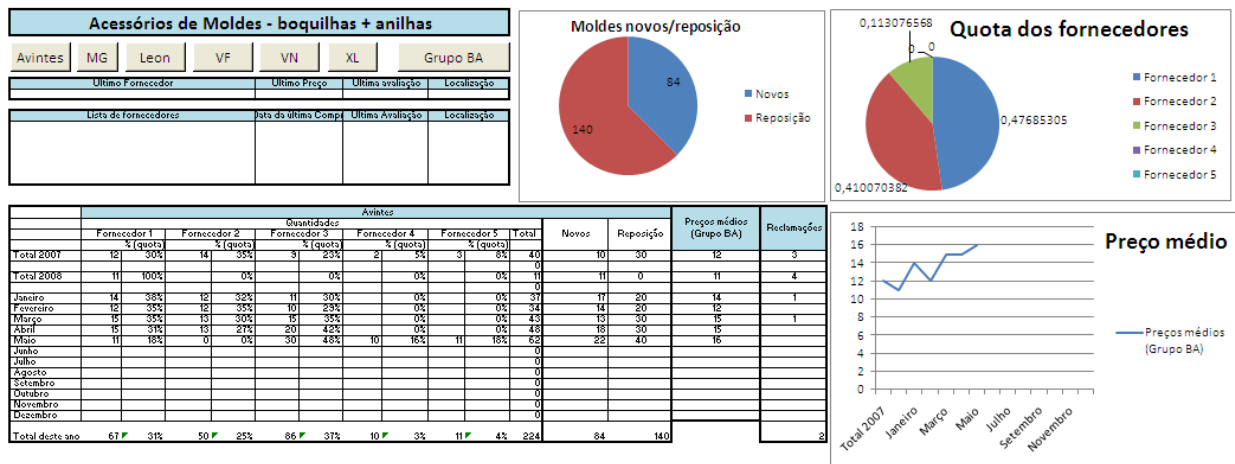 Acessórios de Moldes - boquilhas + anilhas
Avintes MG Leon VF VN XL Grupo BA
Último Fornecedor Último Preço Última avaliação Localização
Lista de fornecedores Data da última Compr Última Avaliação Localização
Moldes novos/reposição
84
140
Novos
Reposição
Quota dos fornecedores
0,113076568
0 0
0,47685305
0,410070382
Fornecedor 1
Fornecedor 2
Fornecedor 3
Fornecedor 4
Fornecedor 5
Avintes
Quantidades Novos Reposição Preços médios (Grupo BA) Reclamações
Fornecedor 1 Fornecedor 2 Fornecedor 3 Fornecedor 4 Fornecedor 5 Total
% (quota) % (quota) % (quota) % (quota) % (quota)
Total 2007 12 30% 14 35% 9 23% 2 5% 3 8% 40 10 30 12 3
0
Total 2008 11 100% 0% 0% 0% 0% 11 11 0 11 4
0
Janeiro 14 38% 12 32% 11 30% 0% 0% 37 17 20 14 1
Fevereiro 12 35% 12 35% 10 29% 0% 0% 34 14 20 12
Março 15 35% 13 30% 15 35% 0% 0% 43 13 30 15 1
Abril 15 31% 13 27% 20 42% 0% 0% 48 18 30 15
Maio 11 18% 0 0% 30 48% 10 16% 11 18% 62 22 40 16
Junho 0
Julho 0
Agosto 0
Setembro 0
Outubro 0
Novembro 0
Dezembro 0
Total deste ano 67 31% 50 25% 86 37% 10 3% 11 4% 224 84 140 2
Preço médio
18
16
14
12
10
8
6
4
2
0
Total 2007 Janeiro Março Maio Julho Setembro Novembro
Preços médios
(Grupo BA)